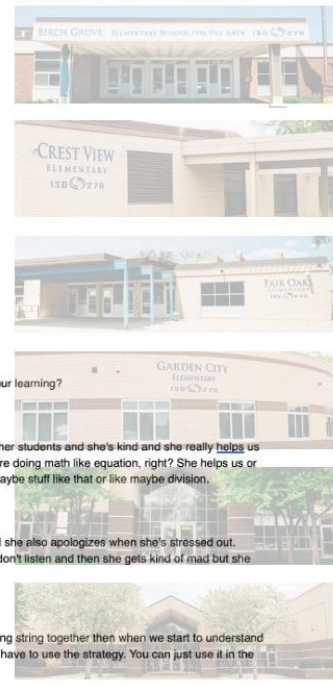 BIRCH GROVE ELEMENTARY SCHOOL FOR THE ARTS ISD 279
CREST VIEW
ELEMENTARY
ISD 279
FAIR OAKS
ELEMENTARY
ISD 279
GARDEN CITY
ELEMENTARY
ISD 279
ur learning?
her students and she's kind and she really helps us
re doing math like equation, right? She helps us or
aybe stuff like that or like maybe division.
d she also apologizes when she's stressed out.
don't listen and then she gets kind of mad but she
ng string together then when we start to understand
have to use the strategy. You can just use it in the